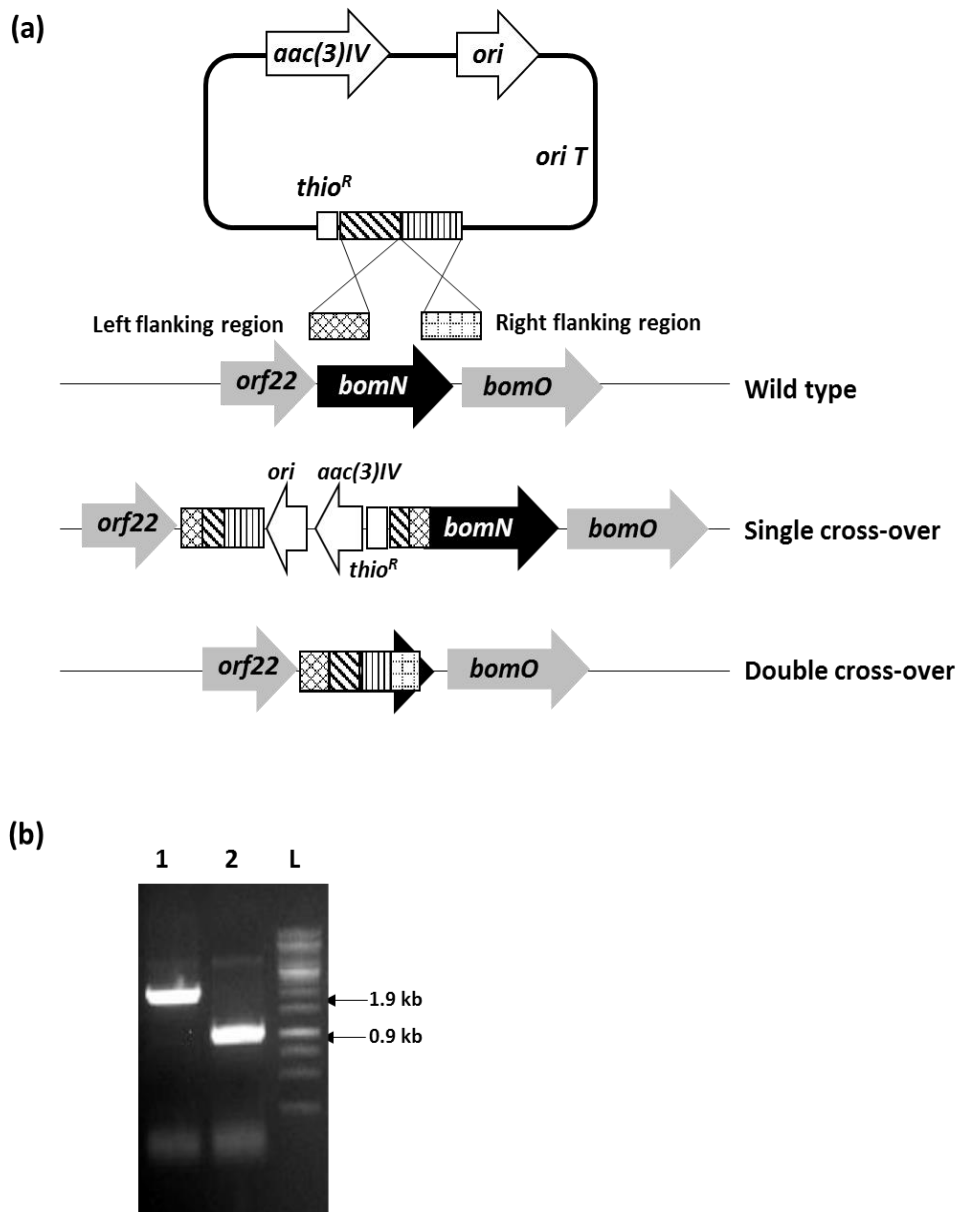 (a)
aac(3)IV
ori
ori T
thioR
Left flanking region
Right flanking region
orf22
bomN
bomO
Wild type
ori
aac(3)IV
orf22
bomN
bomO
Single cross-over
thioR
orf22
bomO
Double cross-over
(b)
1 2 L
1.9 kb
0.9 kb